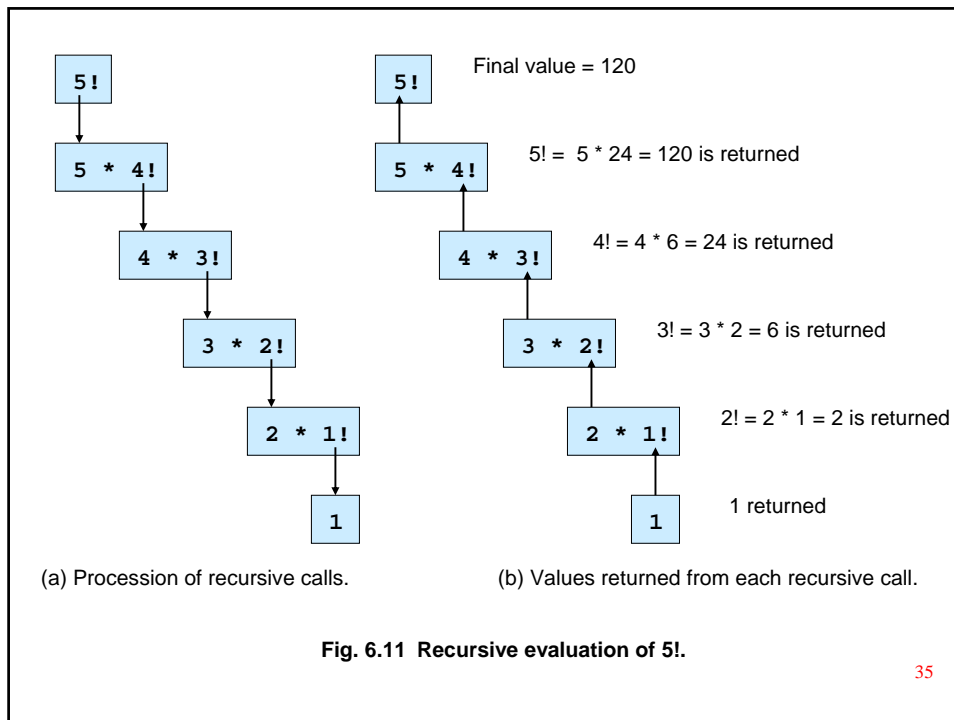 5!
5 * 4!
4 * 3!
3 * 2!
2 * 1!
1
(a) Procession of recursive calls.
5!
Final value = 120
5 * 4!
5! =  5 * 24 = 120 is returned
4 * 3!
4! = 4 * 6 = 24 is returned
3 * 2!
3! = 3 * 2 = 6 is returned
2 * 1!
2! = 2 * 1 = 2 is returned
1
1 returned
(b) Values returned from each recursive call.
Fig. 6.11  Recursive evaluation of 5!.
35